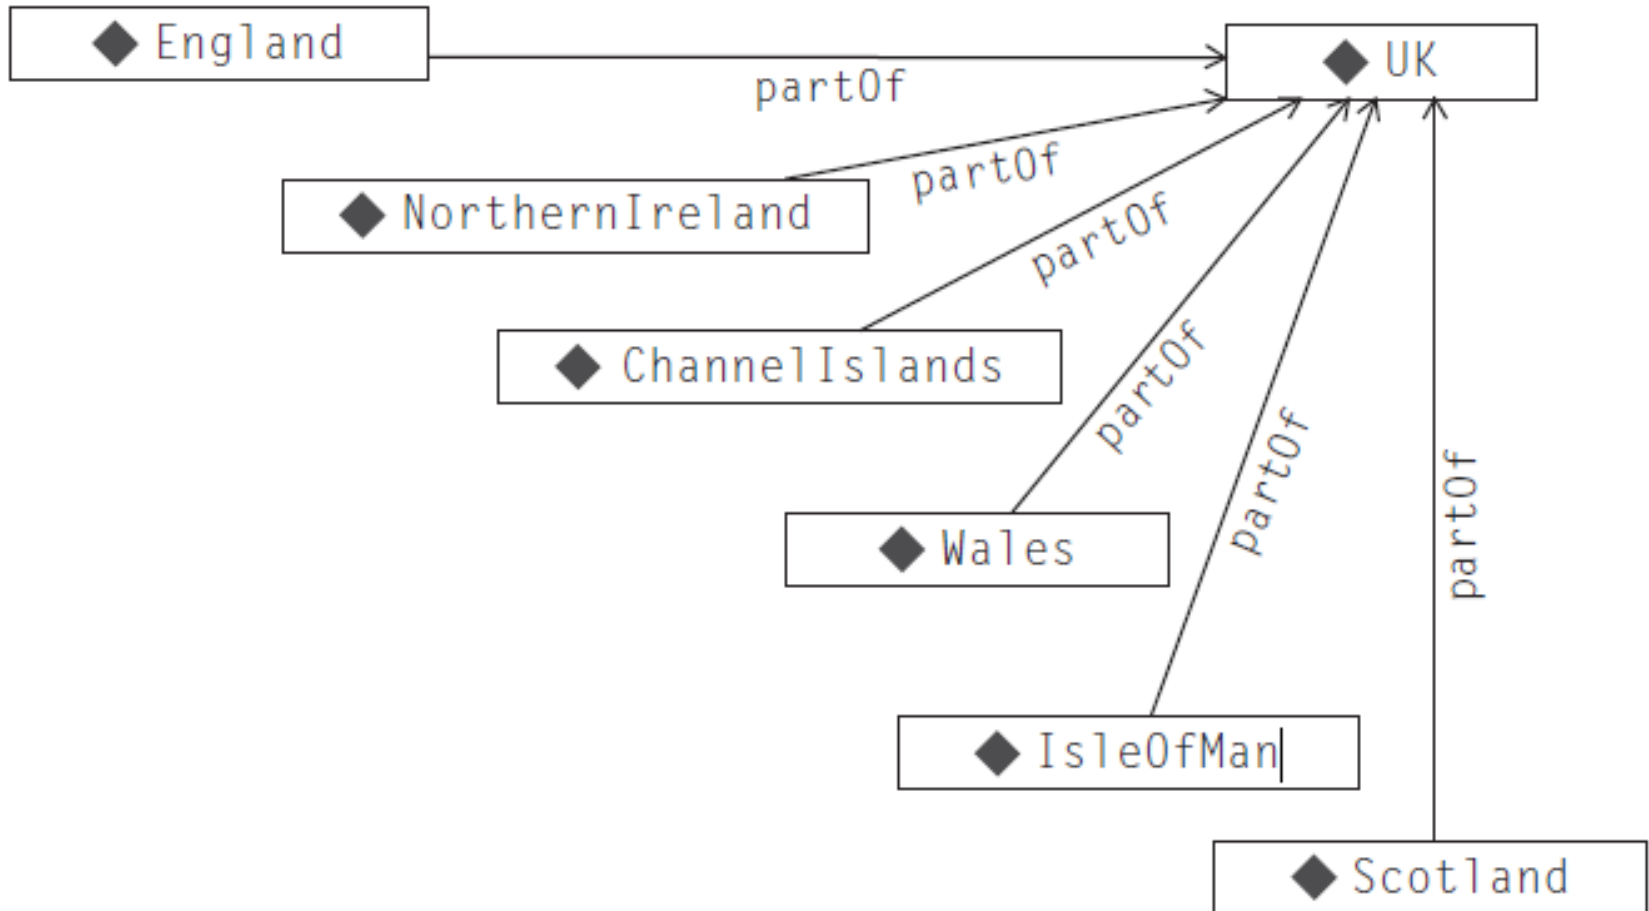 England
UK
partOf
partOf
NorthernIreland
partOf
ChannelIslands
partOf
Wales
partOf
IsleOfMan
partOf
Scotland